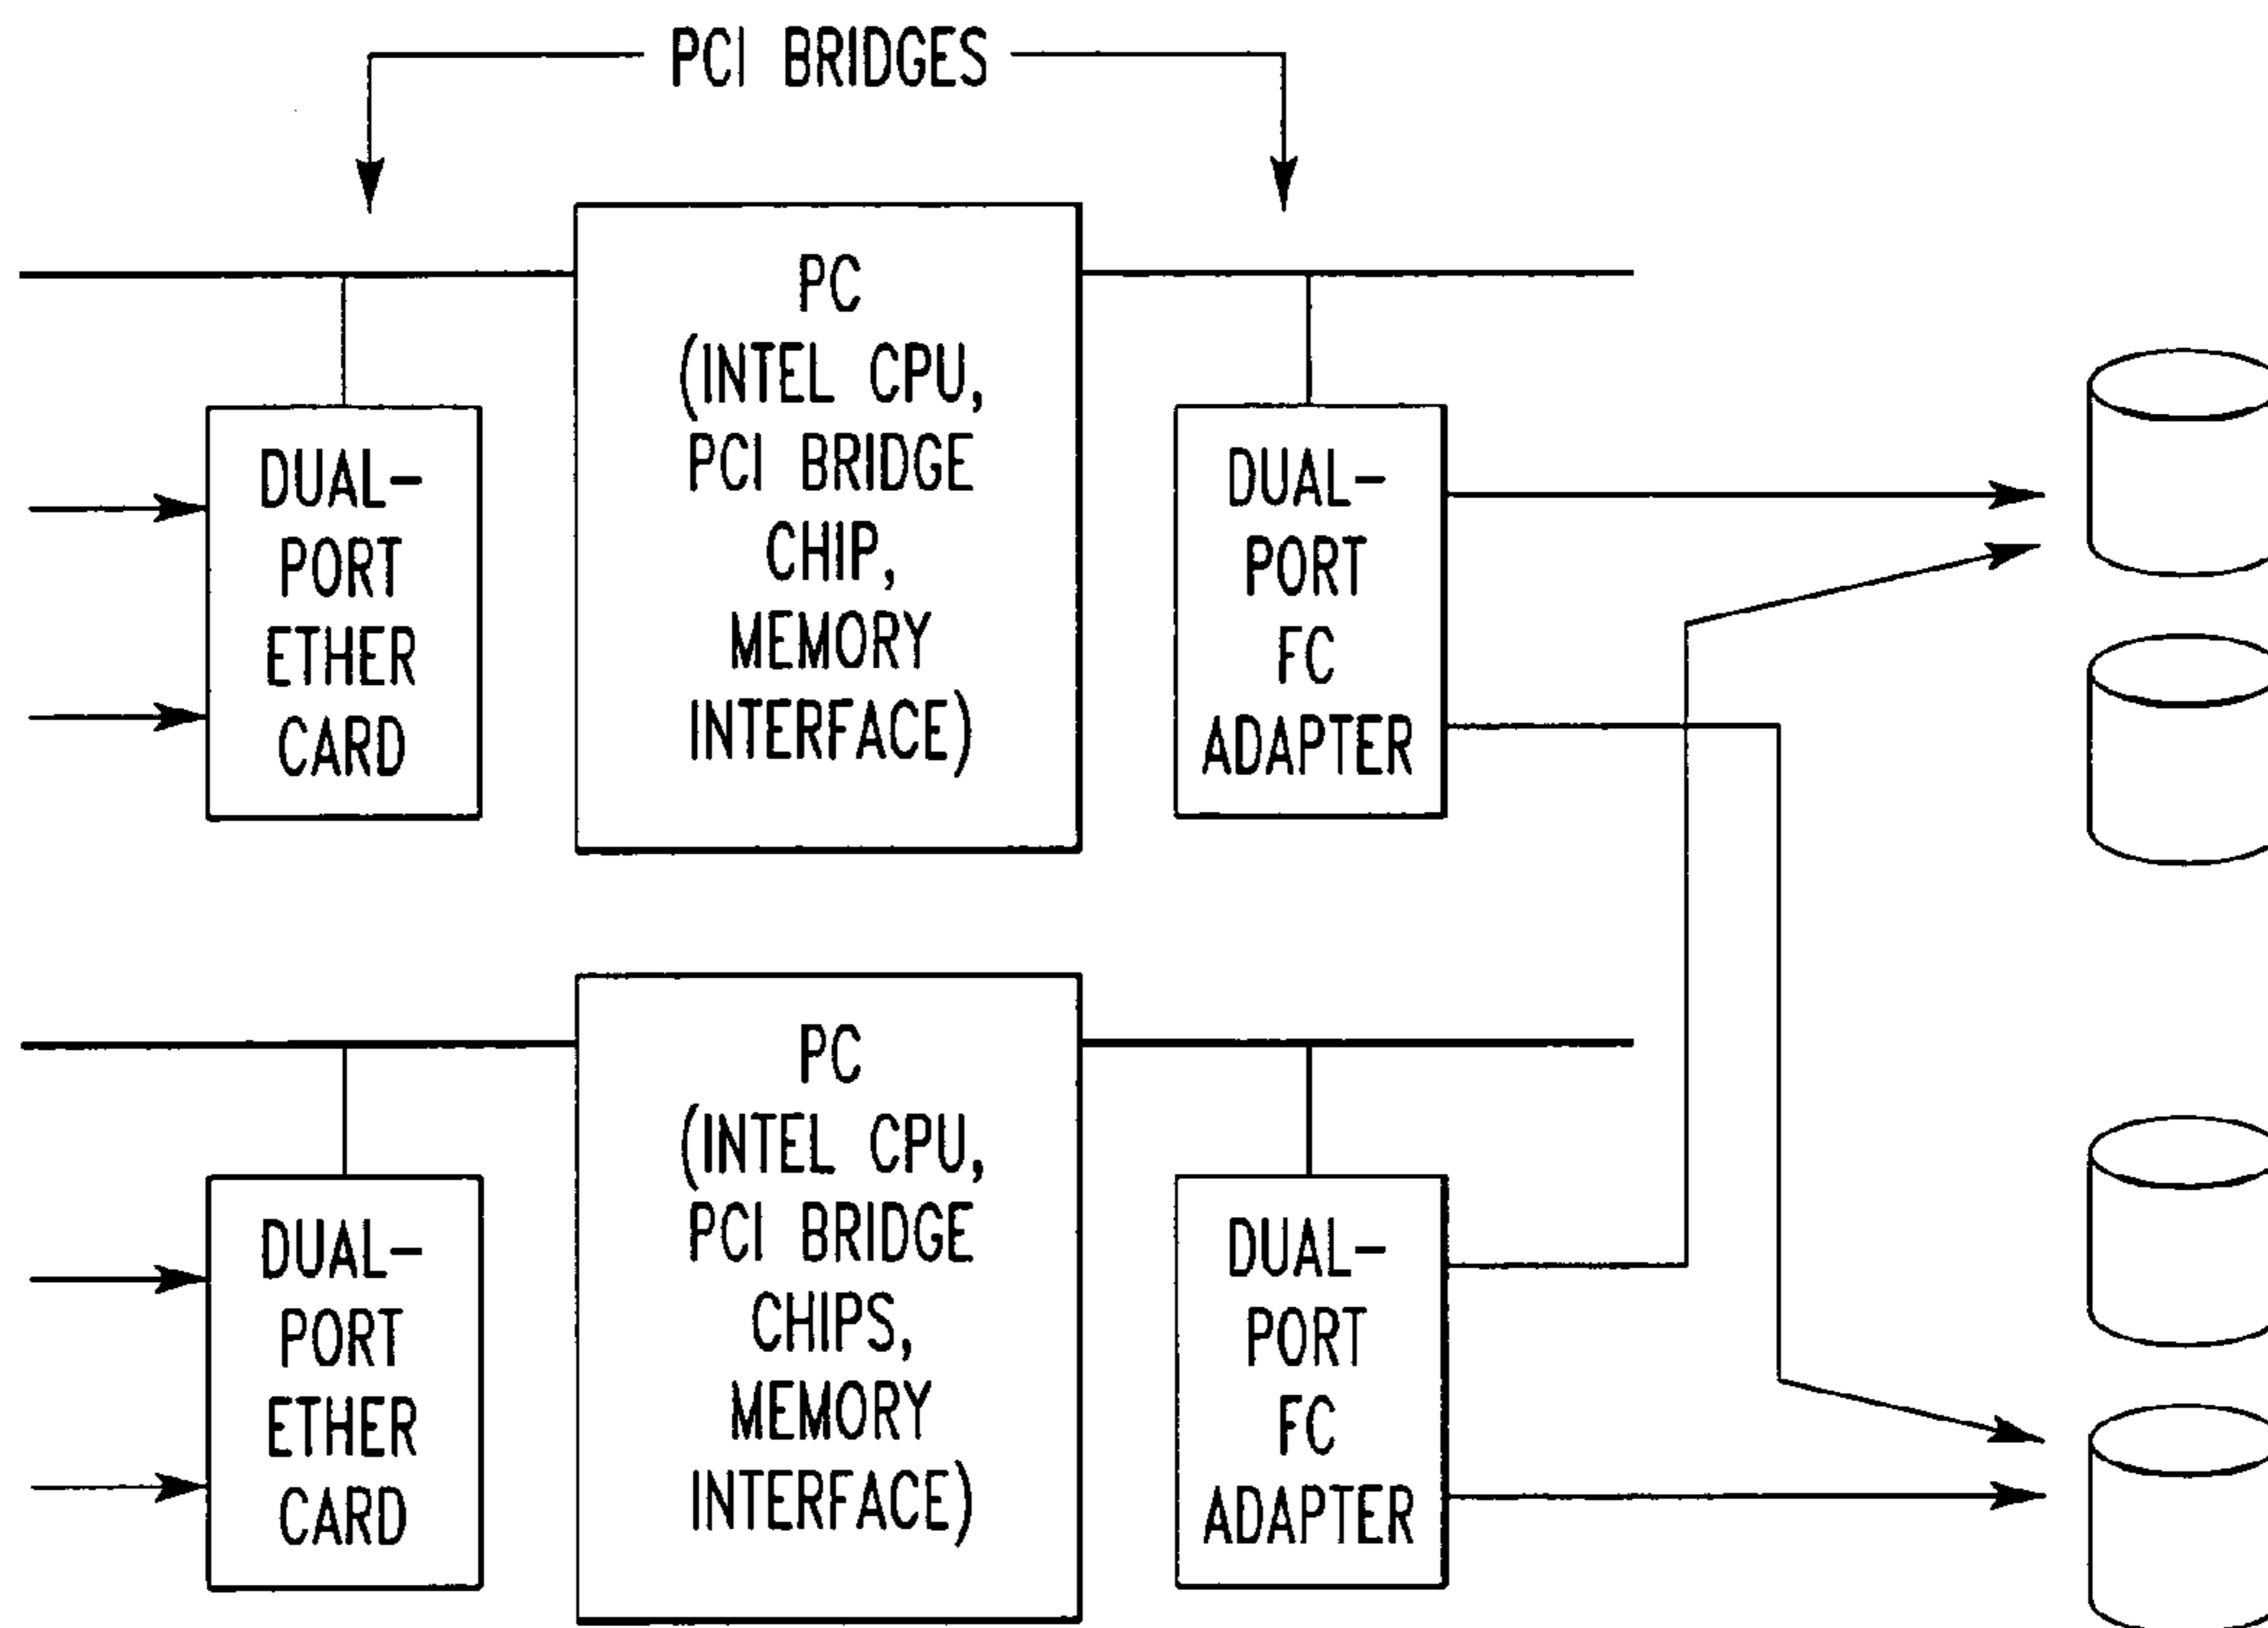 PCI BRIDGES
PC
(INTEL CPU,
PCI BRIDGE
CHIP,
MEMORY
INTERFACE)
DUAL-
PORT
ETHER
CARD
DUAL-
PORT
FC
ADAPTER
PC
(INTEL CPU,
PCI BRIDGE
CHIPS,
MEMORY
INTERFACE)
DUAL-
PORT
ETHER
CARD
DUAL-
PORT
FC
ADAPTER